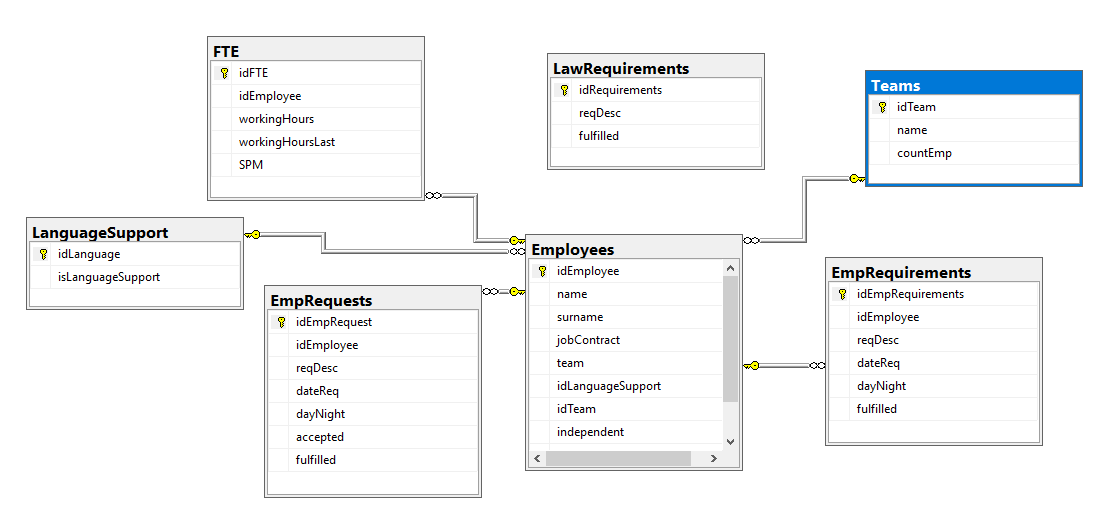 FTE
idFTE
idEmployee
workingHours
workingHoursLast
SPM
LawRequirements
idRequirements
reqDesc
fulfilled
Teams
idTeam
name
countEmp
LanguageSupport
idLanguage
isLanguageSupport
EmpRequests
idEmpRequest
idEmployee
reqDesc
dateReq
dayNight
accepted
fulfilled
Employees
idEmployee
name
surname
jobContract
team
idLanguageSupport
idTeam
independent
EmpRequirements
idEmpRequirements
idEmployee
reqDesc
dateReq
dayNight
fulfilled